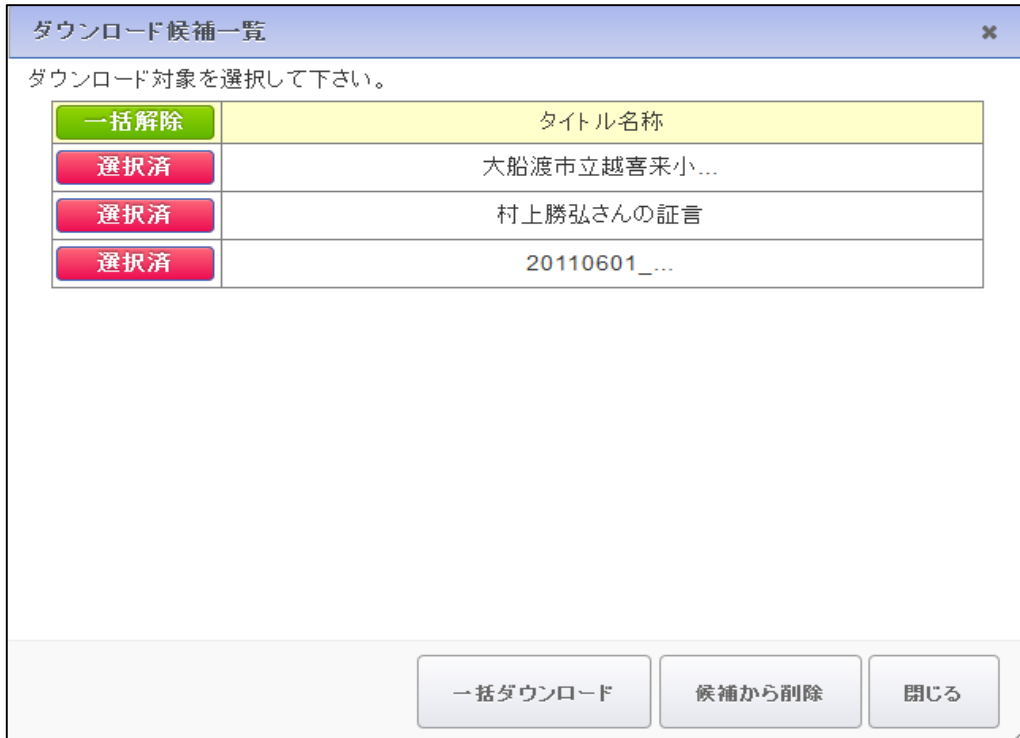 ダウンロード候補一覧
ダウンロード対象を選択して下さい。
一括解除 タイトル名称
選択済 大船渡市立越喜来小...
選択済 村上勝弘さんの証言
選択済 20110601_...
一括ダウンロード 候補から削除 閉じる